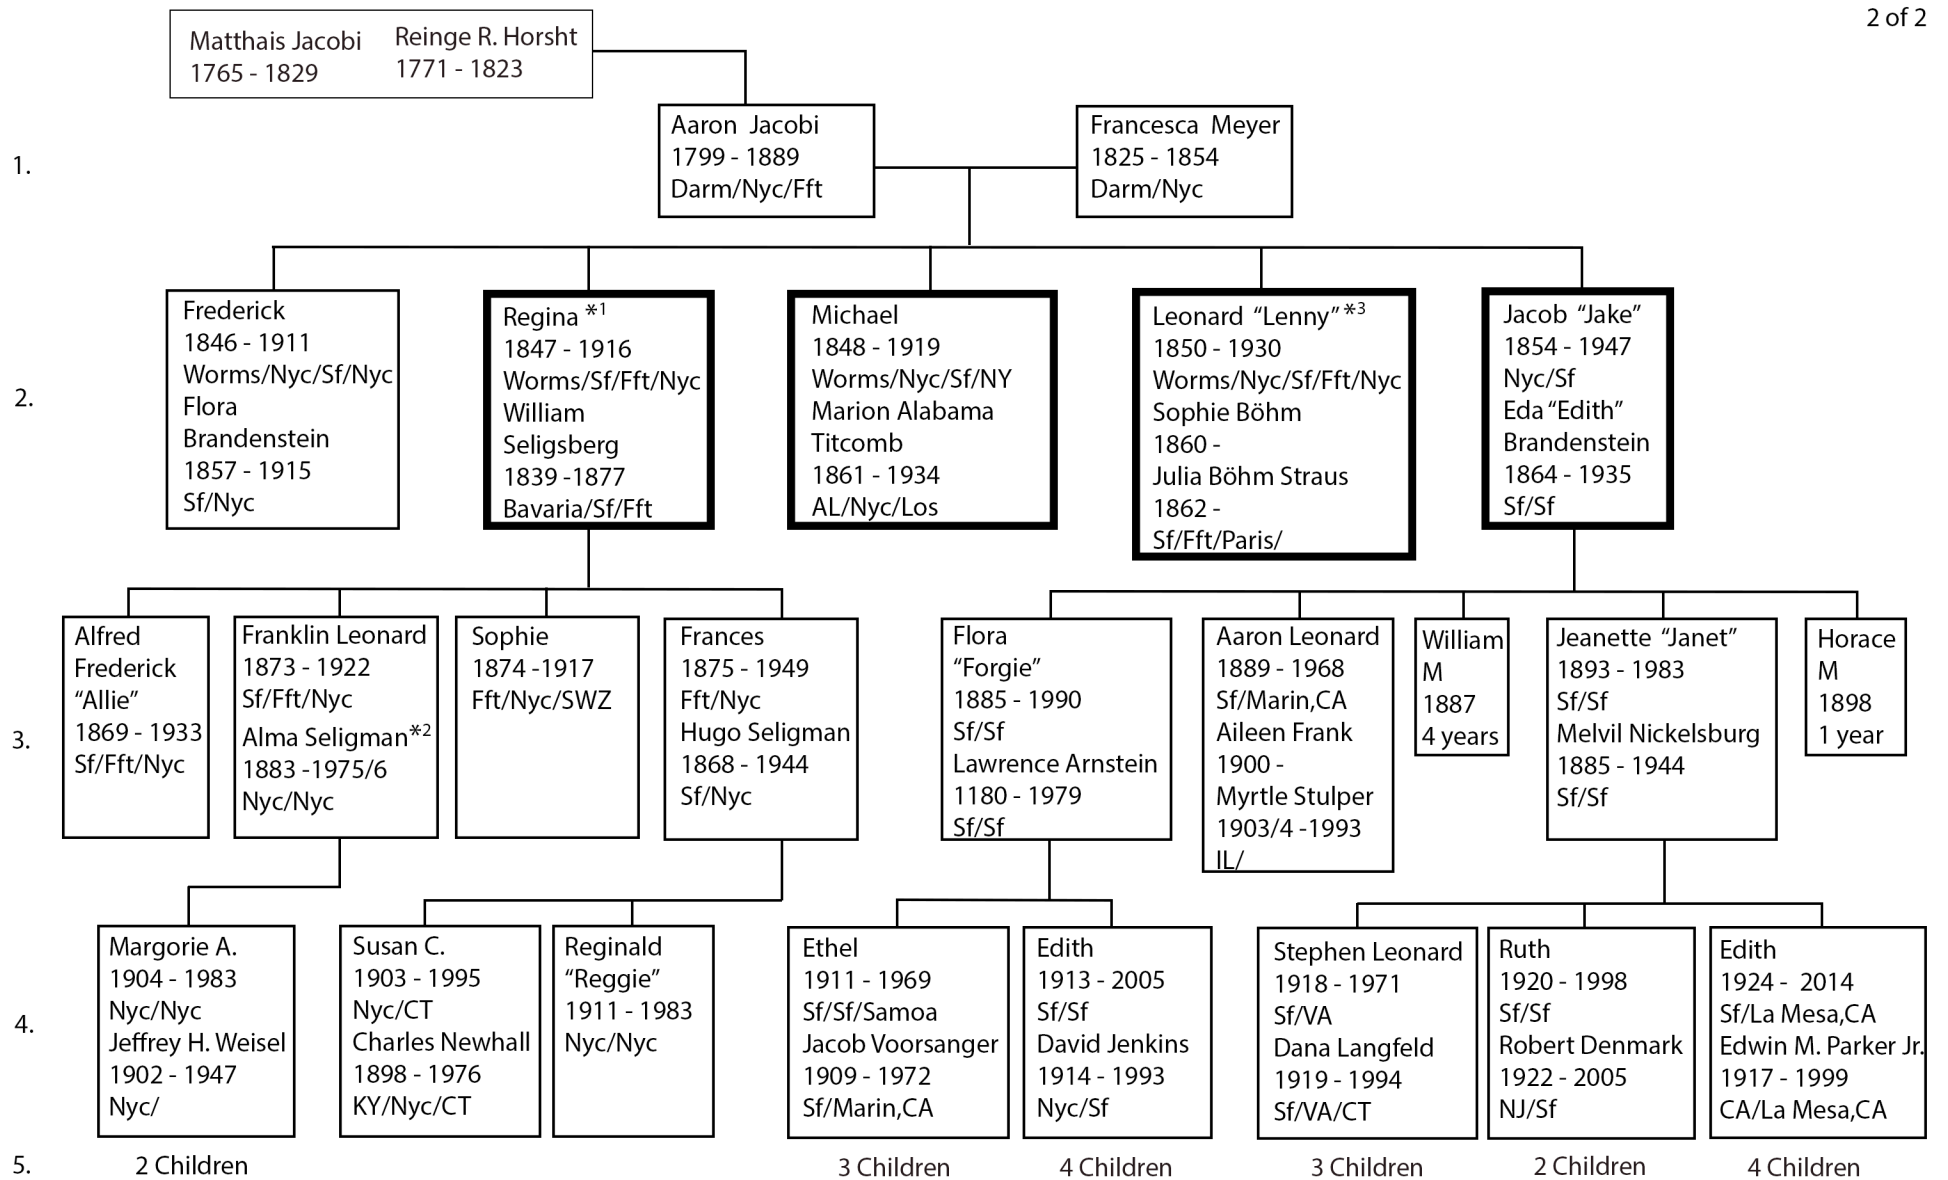 2 of 2
Matthais Jacobi
1765 - 1829
Reinge R. Horsht
1771 - 1823
1.
Aaron Jacobi
1799 - 1889
Darm/Nyc/Fft
Francesca Meyer
1825 - 1854
Darm/Nyc
2.
Frederick
1846 - 1911
Worms/Nyc/Sf/Nyc
Flora
Brandenstein
1857 - 1915
Sf/Nyc
Regina *1
1847 - 1916
Worms/Sf/Fft/Nyc
William
Seligsberg
1839 -1877
Bavaria/Sf/Fft
Michael
1848 - 1919
Worms/Nyc/Sf/NY
Marion Alabama
Titcomb
1861 - 1934
AL/Nyc/Los
Leonard “Lenny” *3
1850 - 1930
Worms/Nyc/Sf/Fft/Nyc
Sophie Böhm
1860 -
Julia Böhm Straus
1862 -
Sf/Fft/Paris/
Jacob “Jake”
1854 - 1947
Nyc/Sf
Eda “Edith”
Brandenstein
1864 - 1935
Sf/Sf
3.
Alfred
Frederick
“Allie”
1869 - 1933
Sf/Fft/Nyc
Franklin Leonard
1873 - 1922
Sf/Fft/Nyc
Alma Seligman*2
1883 -1975/6
Nyc/Nyc
Sophie
1874 -1917
Fft/Nyc/SWZ
Frances
1875 - 1949
Fft/Nyc
Hugo Seligman
1868 - 1944
Sf/Nyc
Flora
“Forgie”
1885 - 1990
Sf/Sf
Lawrence Arnstein
1180 - 1979
Sf/Sf
Aaron Leonard
1889 - 1968
Sf/Marin,CA
Aileen Frank
1900 -
Myrtle Stulper
1903/4 -1993
IL/
William
M
1887
4 years
Jeanette “Janet”
1893 - 1983
Sf/Sf
Melvil Nickelsburg
1885 - 1944
Sf/Sf
Horace
M
1898
1 year
4.
Margorie A.
1904 - 1983
Nyc/Nyc
Jeffrey H. Weisel
1902 - 1947
Nyc/
Susan C.
1903 - 1995
Nyc/CT
Charles Newhall
1898 - 1976
KY/Nyc/CT
Reginald
“Reggie”
1911 - 1983
Nyc/Nyc
Ethel
1911 - 1969
Sf/Sf/Samoa
Jacob Voorsanger
1909 - 1972
Sf/Marin,CA
Edith
1913 - 2005
Sf/Sf
David Jenkins
1914 - 1993
Nyc/Sf
Stephen Leonard
1918 - 1971
Sf/VA
Dana Langfeld
1919 - 1994
Sf/VA/CT
Ruth
1920 - 1998
Sf/Sf
Robert Denmark
1922 - 2005
NJ/Sf
Edith
1924 - 2014
Sf/La Mesa,CA
Edwin M. Parker Jr.
1917 - 1999
CA/La Mesa,CA
5.
2 Children
3 Children
4 Children
3 Children
2 Children
4 Children